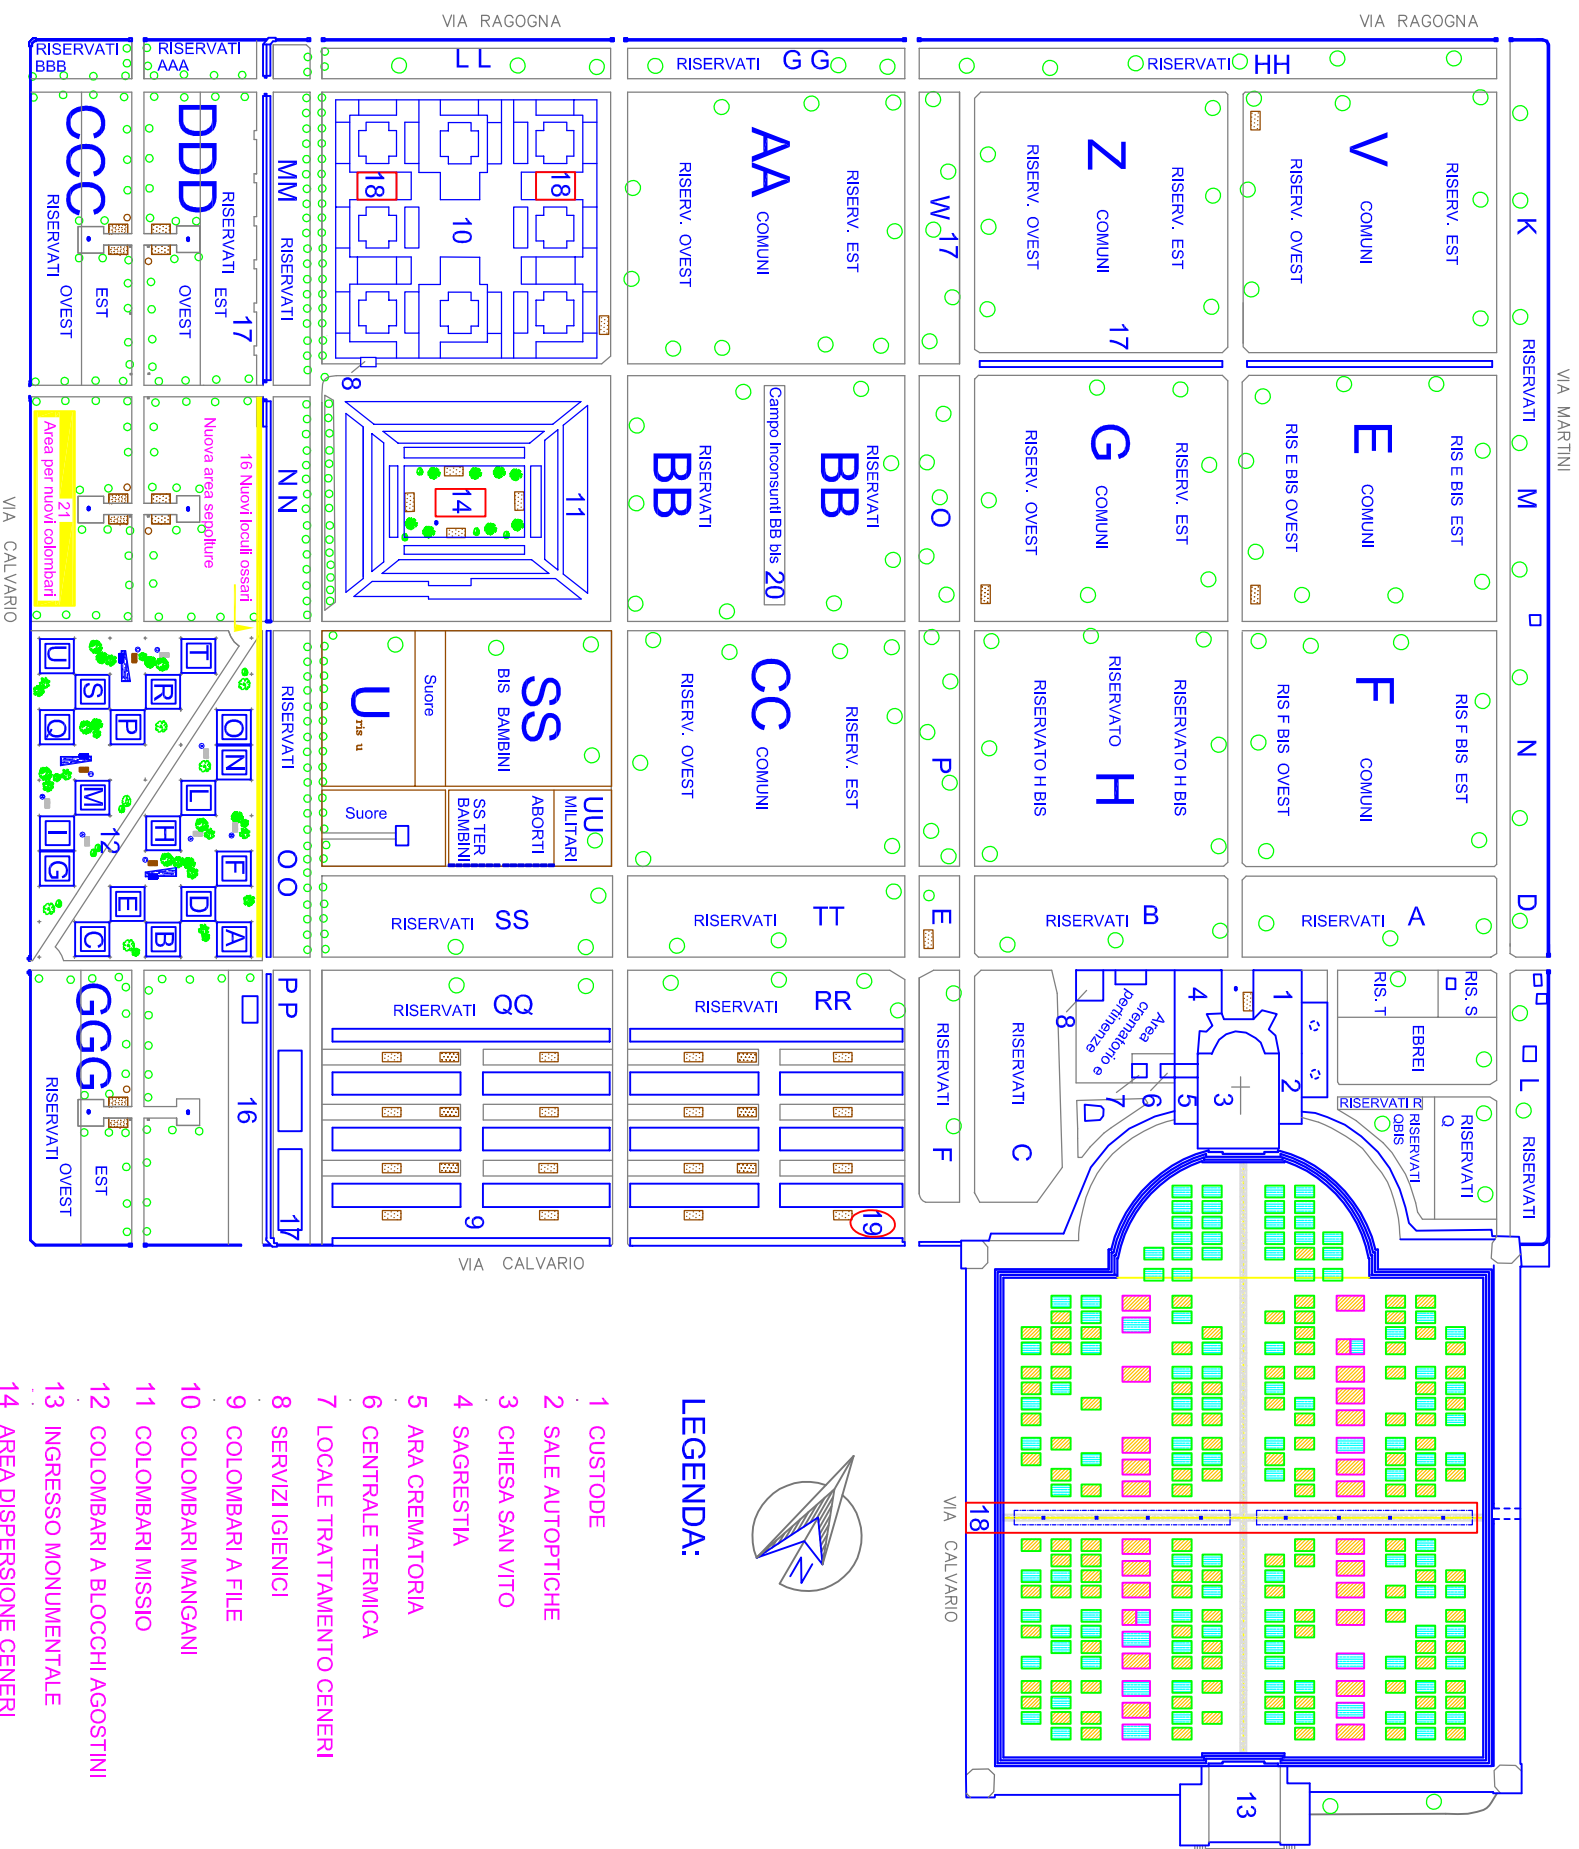 VIA RAGOGNA
VIA RAGOGNA
RISERVATI
BBB
RISERVATI
AAA
LL
RISERVATI GG
RISERVATI HH
K
RISERVATI
M
N
D
L
RISERVATI
VIA MARTINI
CCC
RISERVATI OVEST
EST
DDD
RISERVATI EST
OVEST
17
MM RISERVATI
18
18
10
8
AA
COMUNI
RISERV. OVEST
RISERV. EST
W
17
Z
COMUNI
RISERV. OVEST
RISERV. EST
17
V
COMUNI
RISERV. OVEST
RISERV. EST
Area per nuovi colombari
21
Nuova area sepolture
16 Nuovi loculi ossari
NN
11
14
RISERVATI
BB
Campo Inconsunti BB bis 20
RISERVATI
BB
O
G
COMUNI
RISERV. OVEST
RISERV. EST
E
COMUNI
RIS E BIS OVEST
RIS E BIS EST
VIA CALVARIO
U
T
S
R
Q
P
O
N
M
L
I
H
G
F
E
D
C
B
A
12
RISERVATI
OO
U
ris u
Suore
SS
BIS BAMBINI
Suore
SS TER
BAMBINI
ABORTI
UU
MILITARI
CC
COMUNI
RISERV. OVEST
RISERV. EST
P
H
RISERVATO
RISERVATO H BIS
RISERVATO H BIS
F
COMUNI
RIS F BIS OVEST
RIS F BIS EST
RISERVATI SS
RISERVATI TT
E
RISERVATI B
RISERVATI A
GGG
RISERVATI OVEST
EST
16
PP
17
RISERVATI QQ
9
RISERVATI RR
19
RISERVATI
F
RISERVATI
C
Area
crematorio e
pertinenze
8
7
6
5
4
3
2
1
RIS. T
RIS. S
EBREI
RISERVATI R
RISERVATI
QBIS
RISERVATI
Q
VIA CALVARIO
18
VIA CALVARIO
13
N
LEGENDA:
1 CUSTODE
2 SALE AUTOPTICHE
3 CHIESA SAN VITO
4 SAGRESTIA
5 ARA CREMATORIA
6 CENTRALE TERMICA
7 LOCALE TRATTAMENTO CENERI
8 SERVIZI IGIENICI
9 COLOMBARI A FILE
10 COLOMBARI MANGANI
11 COLOMBARI MISSIO
12 COLOMBARI A BLOCCHI AGOSTINI
13 INGRESSO MONUMENTALE
14 AREA DISPERSIONE CENERI